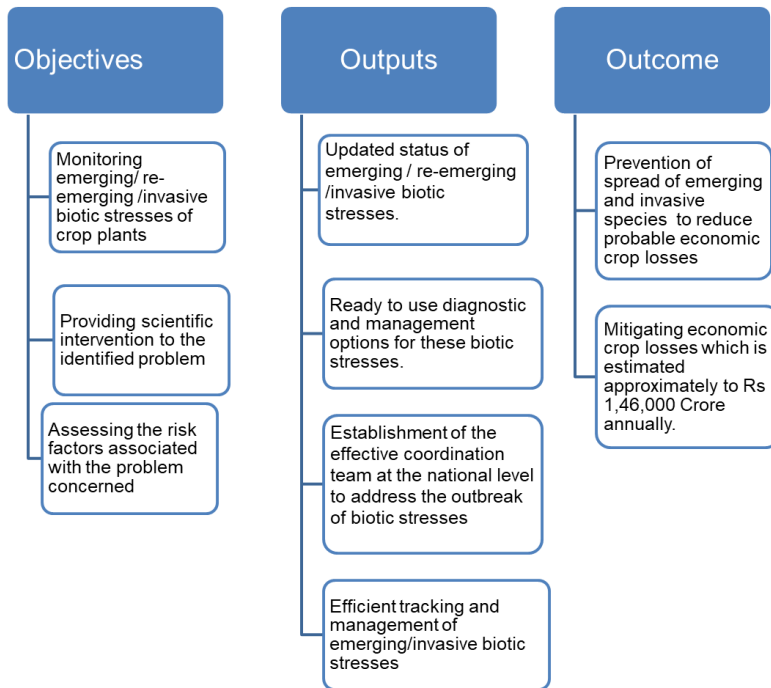 Objectives
Monitoring
emerging/ re-
emerging /invasive
biotic stresses of
crop plants
Providing scientific
intervention to the
identified problem
Assessing the risk
factors associated
with the problem
concerned
Outputs
Updated status of
emerging / re-emerging
/invasive biotic
stresses.
Ready to use diagnostic
and management
options for these biotic
stresses.
Establishment of the
effective coordination
team at the national level
to address the outbreak
of biotic stresses
Efficient tracking and
management of
emerging/invasive biotic
stresses
Outcome
Prevention of
spread of emerging
and invasive
species to reduce
probable economic
crop losses
Mitigating economic
crop losses which is
estimated
approximately to Rs
1,46,000 Crore
annually.